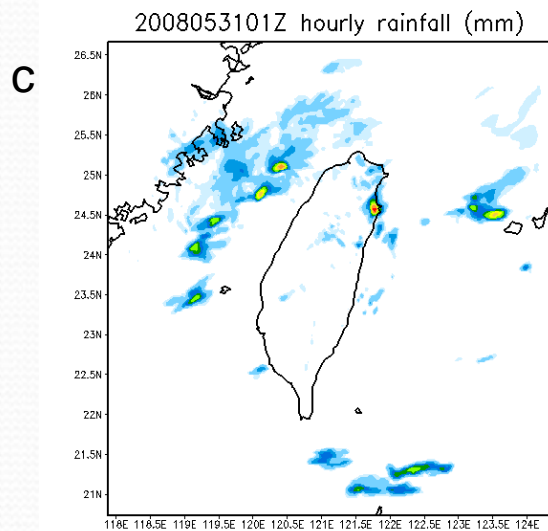 2008053101Z hourly rainfall (mm)
C
26.5N
26N
25.5N
25N
24.5N
24N
23.5N
23N
22.5N
22N
21.5N
21N
118E 118.5E 119E 119.5E 120E 120.5E 121E 121.5E 122E 122.5E 123E 123.5E 124E